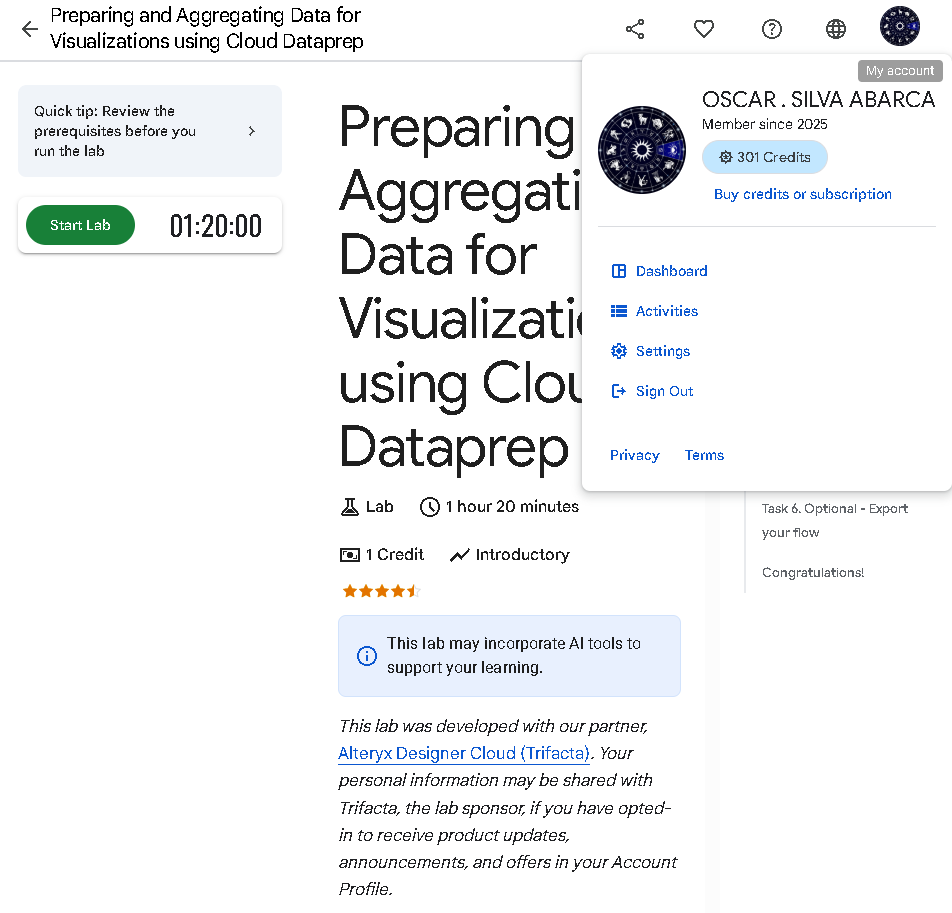 Preparing and Aggregating Data for
Visualizations using Cloud Dataprep
My account
OSCAR . SILVA ABARCA
Member since 2025
301 Credits
Buy credits or subscription
Dashboard
Activities
Settings
Sign Out
Privacy
Terms
Quick tip: Review the
prerequisites before you
run the lab
Start Lab
01:20:00
Preparing
Aggregati
Data for
Visualizatio
using Clou
Dataprep
Lab
1 hour 20 minutes
1 Credit
Introductory
This lab may incorporate AI tools to
support your learning.
This lab was developed with our partner,
Alteryx Designer Cloud (Trifacta). Your
personal information may be shared with
Trifacta, the lab sponsor, if you have opted-
in to receive product updates,
announcements, and offers in your Account
Profile.
Task 6. Optional - Export
your flow
Congratulations!